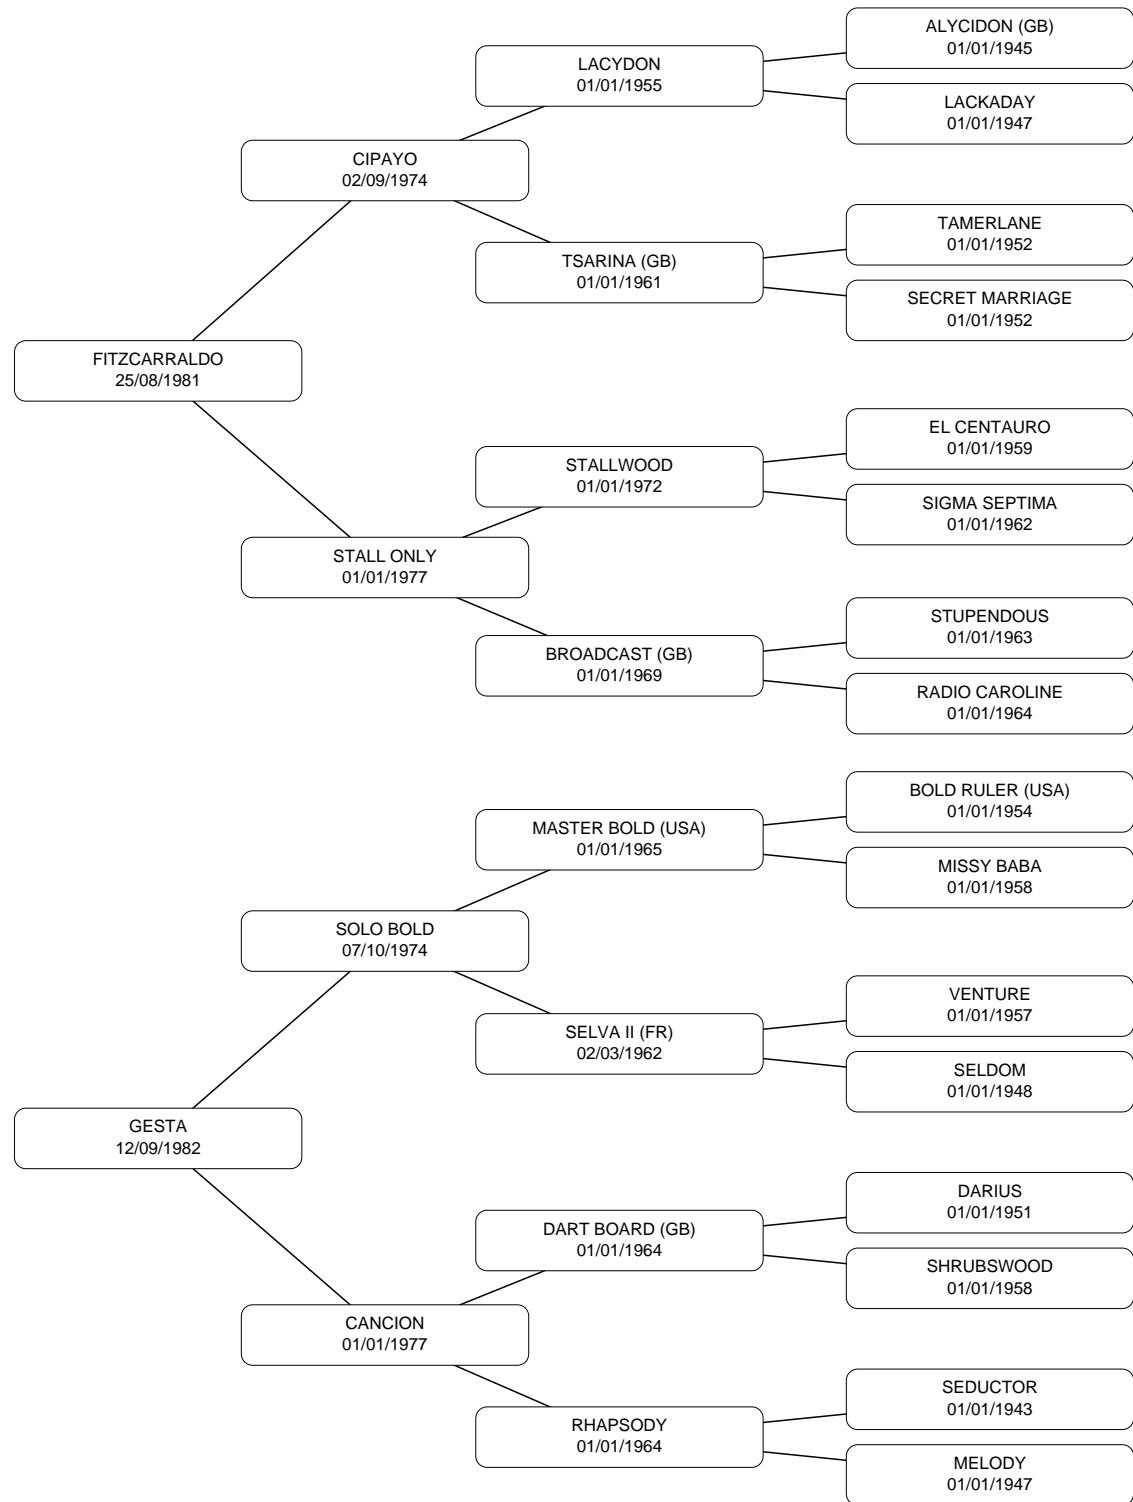 ALYCIDON (GB)
01/01/1945
LACYDON
01/01/1955
LACKADAY
01/01/1947
CIPAYO
02/09/1974
TAMERLANE
01/01/1952
TSARINA (GB)
01/01/1961
SECRET MARRIAGE
01/01/1952
FITZCARRALDO
25/08/1981
EL CENTAURO
01/01/1959
STALLWOOD
01/01/1972
SIGMA SEPTIMA
01/01/1962
STALL ONLY
01/01/1977
STUPENDOUS
01/01/1963
BROADCAST (GB)
01/01/1969
RADIO CAROLINE
01/01/1964
BOLD RULER (USA)
01/01/1954
MASTER BOLD (USA)
01/01/1965
MISSY BABA
01/01/1958
SOLO BOLD
07/10/1974
VENTURE
01/01/1957
SELVA II (FR)
02/03/1962
SELDOM
01/01/1948
GESTA
12/09/1982
DARIUS
01/01/1951
DART BOARD (GB)
01/01/1964
SHRUBSWOOD
01/01/1958
CANCION
01/01/1977
SEDUCTOR
01/01/1943
RHAPSODY
01/01/1964
MELODY
01/01/1947